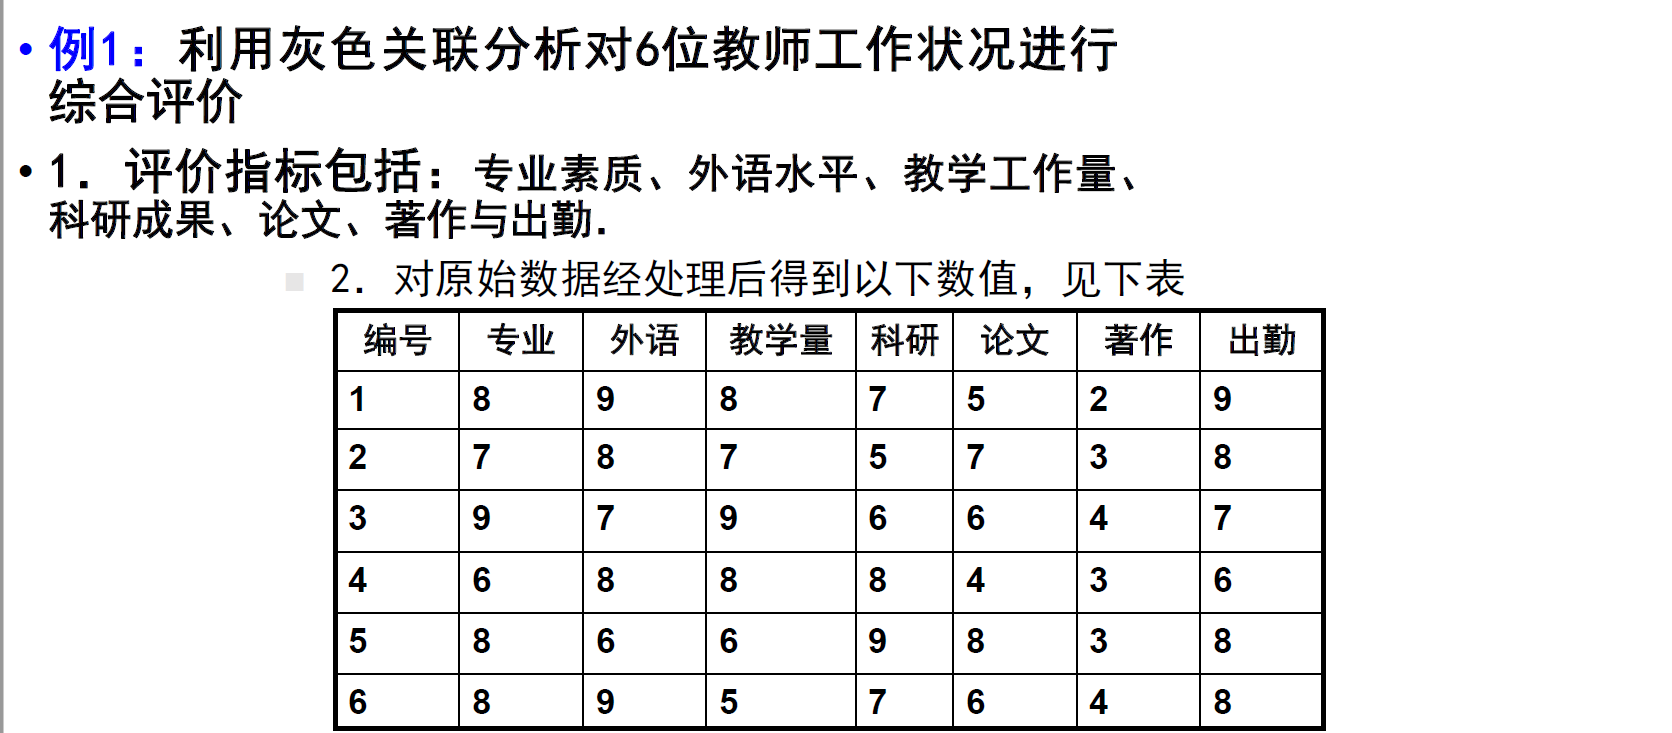 • 例1：利用灰色关联分析对6位教师工作状况进行
综合评价
• 1．评价指标包括：专业素质、外语水平、教学工作量、
科研成果、论文、著作与出勤．
■ 2．对原始数据经处理后得到以下数值，见下表
编号 专业 外语 教学量 科研 论文 著作 出勤
1 8 9 8 7 5 2 9
2 7 8 7 5 7 3 8
3 9 7 9 6 6 4 7
4 6 8 8 8 4 3 6
5 8 6 6 9 8 3 8
6 8 9 5 7 6 4 8